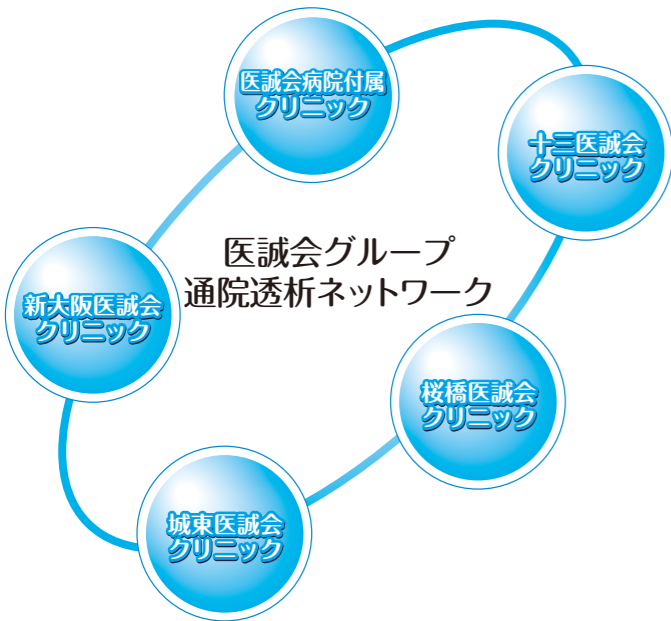 医誠会病院付属
クリニック
十三医誠会
クリニック
医誠会グループ
通院透析ネットワーク
新大阪医誠会
クリニック
桜橋医誠会
クリニック
城東医誠会
クリニック